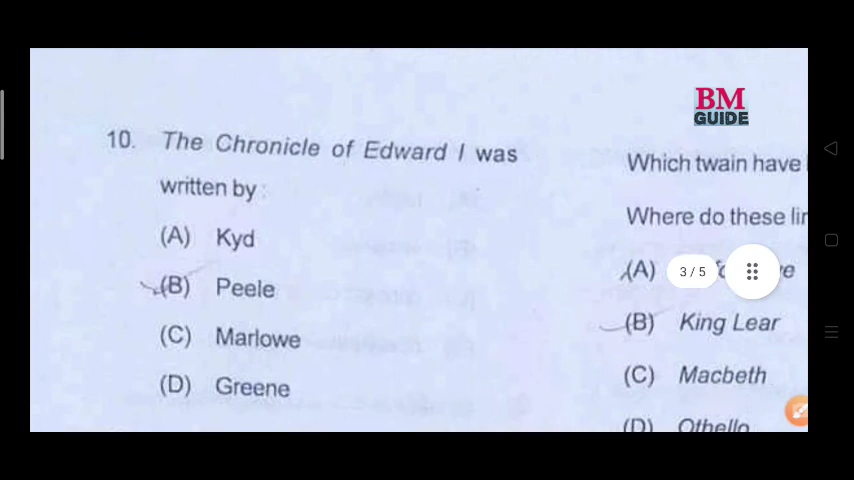 BM
GUIDE
10. The Chronicle of Edward I was
written by :
(A) Kyd
(B) Peele
(C) Marlowe
(D) Greene
Which twain have
Where do these lin
(A)
(B) King Lear
(C) Macbeth
(D) Othello
3 / 5